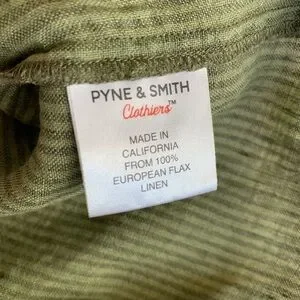 PYNE & SMITH
Clothiers™
MADE IN
CALIFORNIA
FROM 100%
EUROPEAN FLAX
LINEN